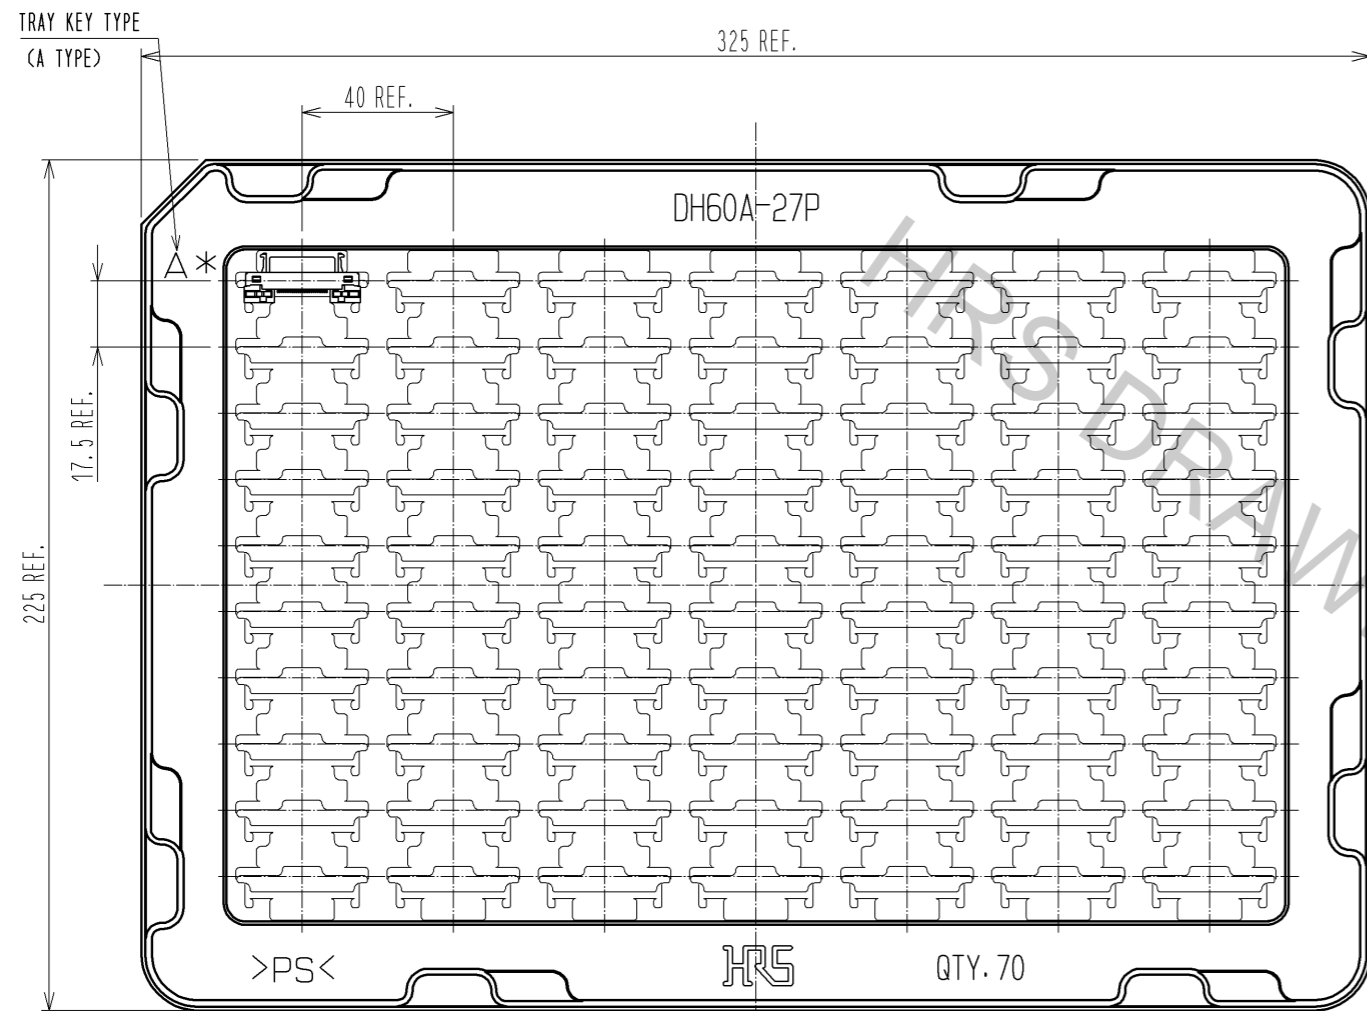 TRAY KEY TYPE
(A TYPE)
325 REF.
40 REF.
DH60A-27P
A*
17.5 REF.
225 REF.
HRS DRAW
>PS<
HRS
QTY. 70